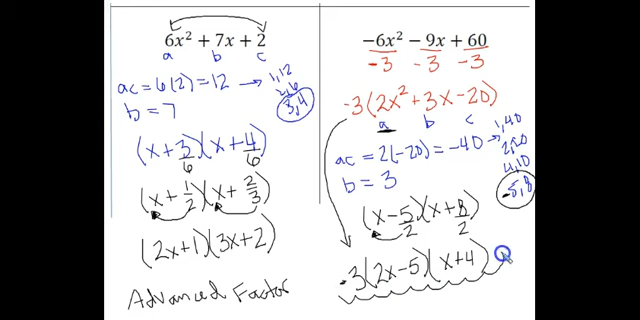 6x² + 7x + 2
a b c
ac = 6(2) = 12 → 1,12
2,6
3,4
b = 7
(x + 3/6)(x + 4/6)
(x + 1/2)(x + 2/3)
(2x+1)(3x+2)
Advanced Factor
-6x² - 9x + 60
-3 -3 -3
-3(2x² + 3x - 20)
a b c
ac = 2(-20) = -40 → 1,40
2,20
4,10
-5,8
b = 3
(x - 5/2)(x + 8/2)
-3(2x-5)(x+4)